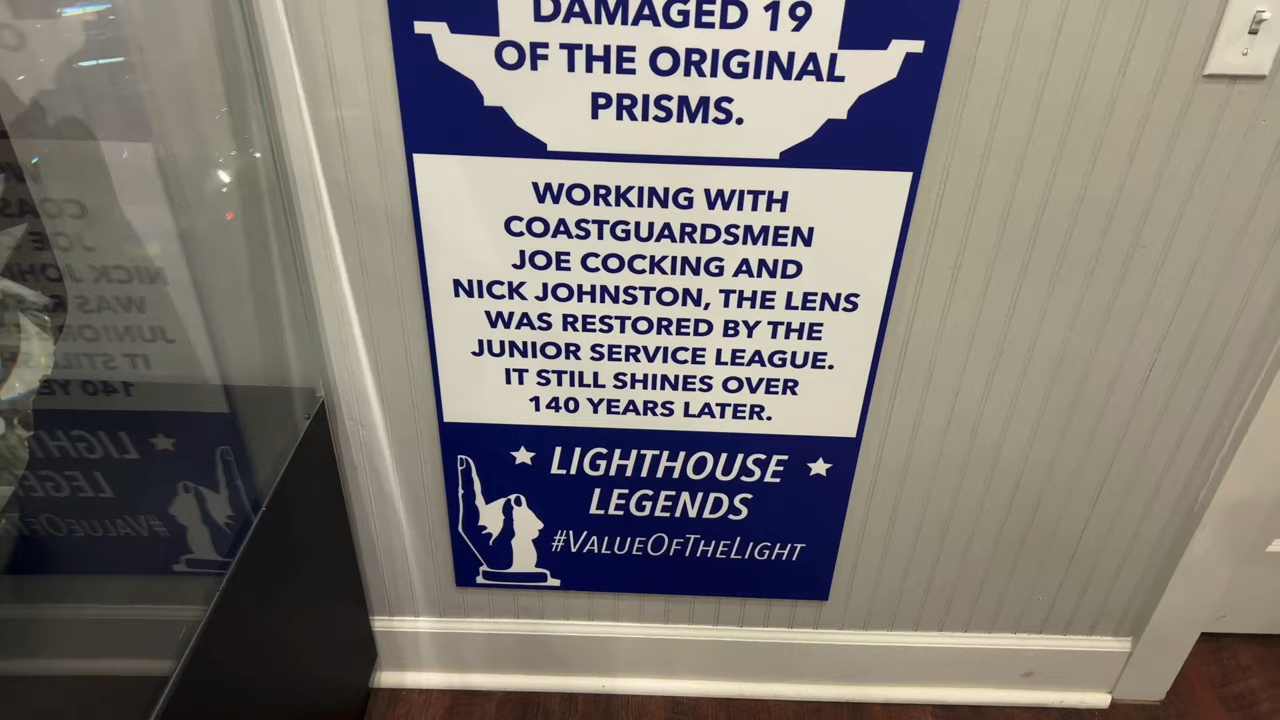 DAMAGED 19
OF THE ORIGINAL
PRISMS.
WORKING WITH
COASTGUARDSMEN
JOE COCKING AND
NICK JOHNSTON, THE LENS
WAS RESTORED BY THE
JUNIOR SERVICE LEAGUE.
IT STILL SHINES OVER
140 YEARS LATER.
LIGHTHOUSE
LEGENDS
#VALUEOFTHELIGHT